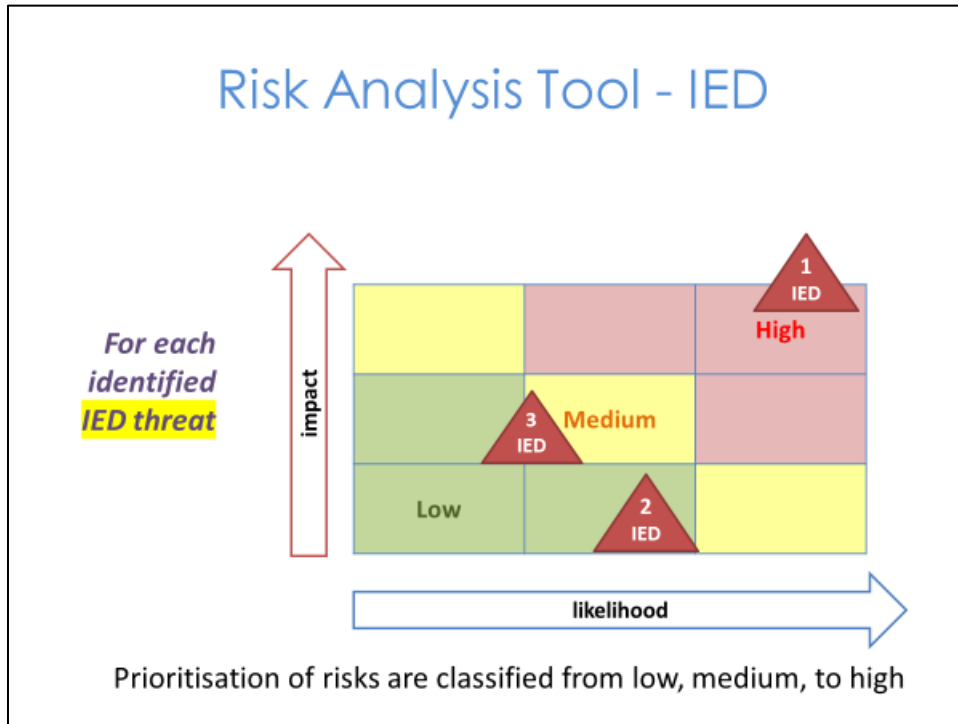 Risk Analysis Tool - IED
1
IED
High
For each
identified
IED threat
impact
3
IED
Medium
Low
2
IED
likelihood
Prioritisation of risks are classified from low, medium, to high